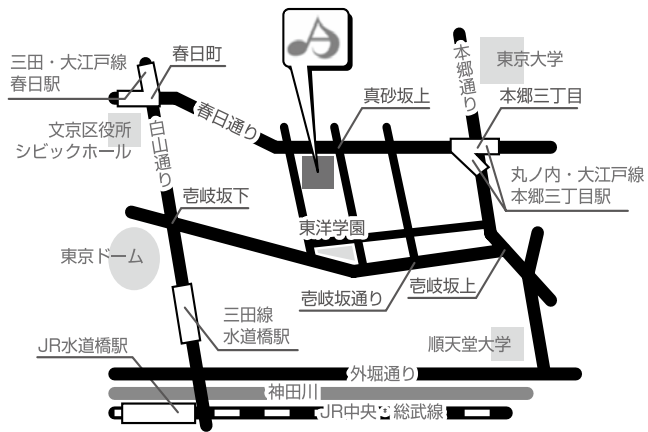 三田・大江戸線
春日駅
春日町
本郷通り
東京大学
春日通り
真砂坂上
本郷三丁目
文京区役所
シビックホール
白山通り
丸ノ内・大江戸線
本郷三丁目駅
壱岐坂下
東洋学園
東京ドーム
壱岐坂通り
壱岐坂上
三田線
水道橋駅
JR水道橋駅
順天堂大学
外堀通り
神田川
JR中央・総武線